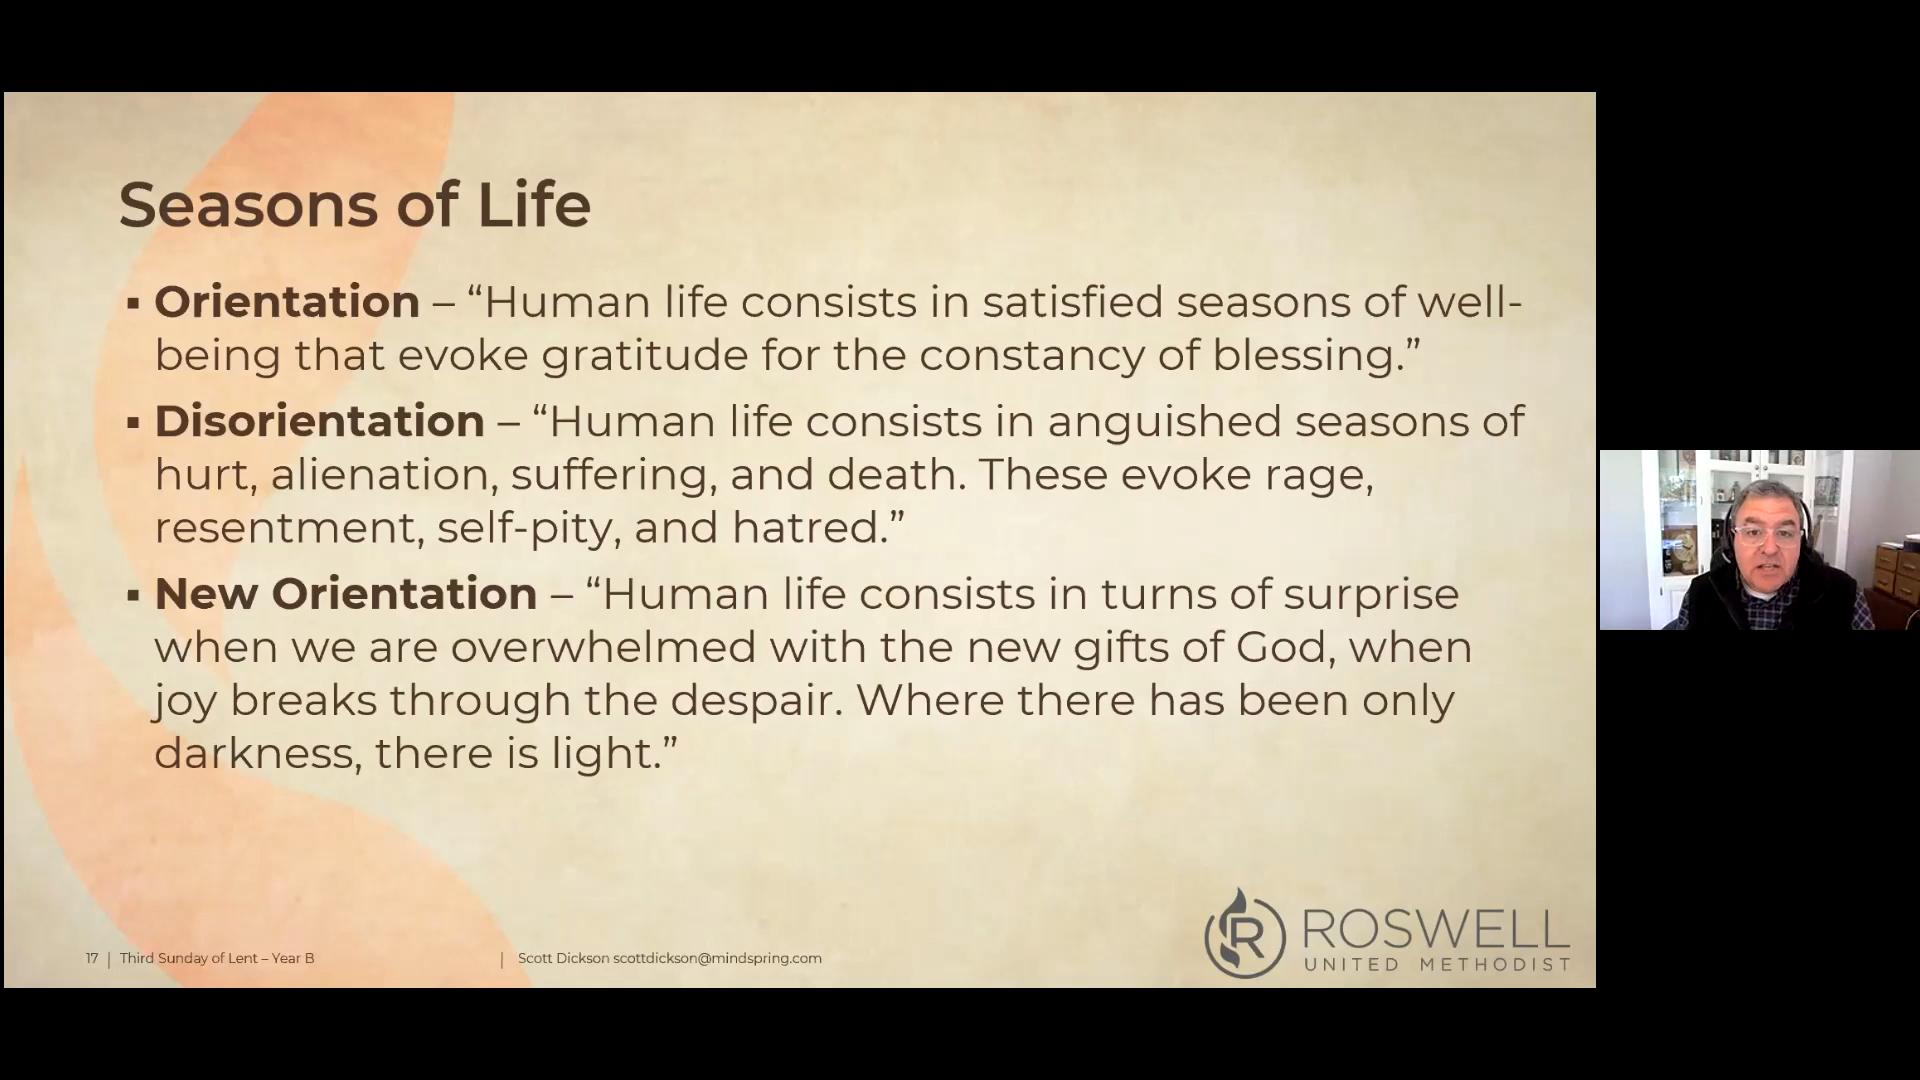 Seasons of Life
▪ Orientation – “Human life consists in satisfied seasons of well-
being that evoke gratitude for the constancy of blessing.”
▪ Disorientation – “Human life consists in anguished seasons of
hurt, alienation, suffering, and death. These evoke rage,
resentment, self-pity, and hatred.”
▪ New Orientation – “Human life consists in turns of surprise
when we are overwhelmed with the new gifts of God, when
joy breaks through the despair. Where there has been only
darkness, there is light.”
17 | Third Sunday of Lent – Year B | Scott Dickson scottdickson@mindspring.com
R ROSWELL
UNITED METHODIST